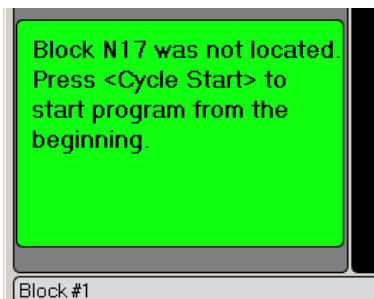 Block N17 was not located.
Press <Cycle Start> to
start program from the
beginning.
Block #1